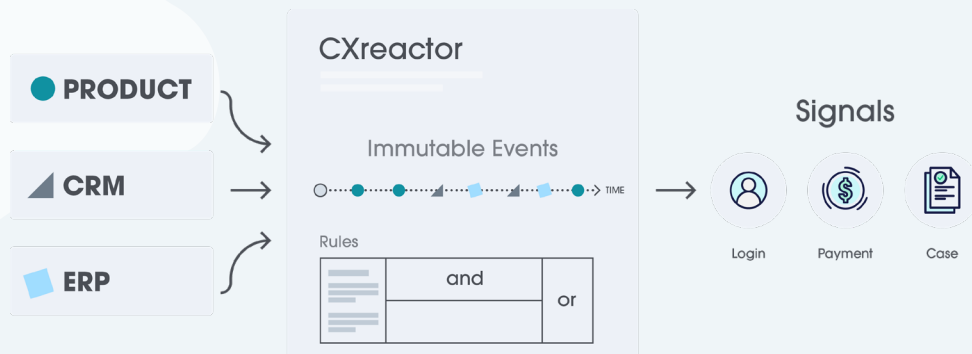 PRODUCT
CRM
ERP
CXreactor
Immutable Events
TIME
Rules
and
or
Signals
$
Login
Payment
Case